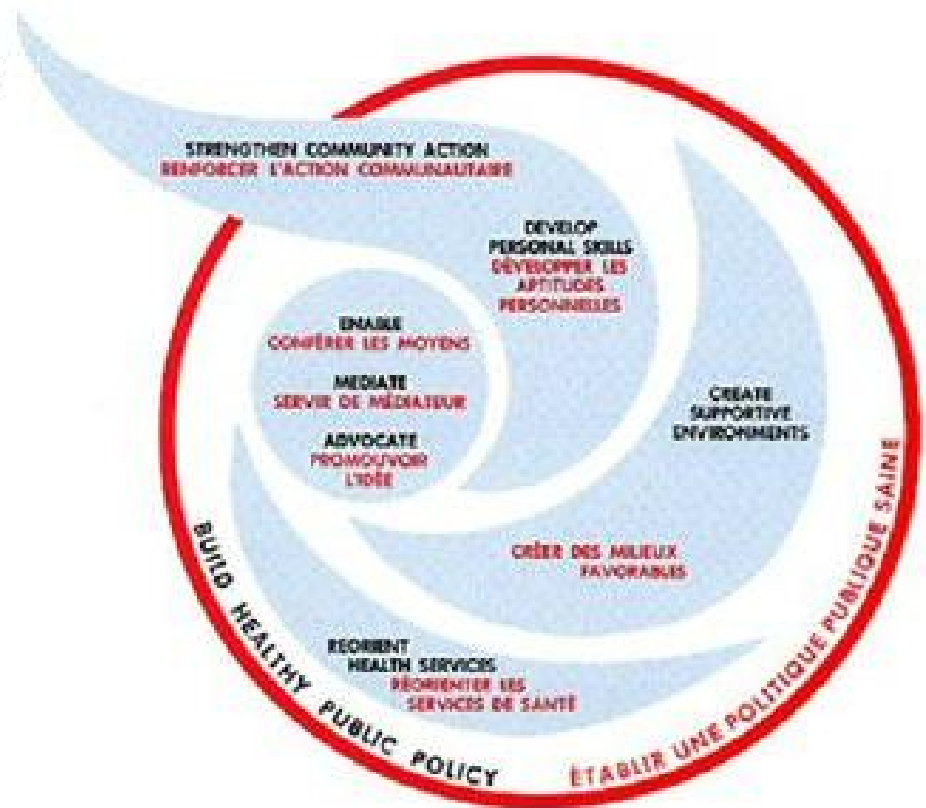 STRENGTHEN COMMUNITY ACTION
RENFORCER L'ACTION COMMUNAUTAIRE
DEVELOP
PERSONAL SKILLS
DÉVELOPPER LES
APTITUDES
PERSONNELLES
ENABLE
CONFÉRER LES MOYENS
MEDIATE
SERVIR DE MÉDIATEUR
ADVOCATE
PROMOUVOIR
L'IDÉE
CREATE
SUPPORTIVE
ENVIRONMENTS
CRÉER DES MILIEUX
FAVORABLES
REORIENT
HEALTH SERVICES
RÉORIENTER LES
SERVICES DE SANTÉ
BUILD HEALTHY PUBLIC POLICY
ÉTABLIR UNE POLITIQUE PUBLIQUE SAINE